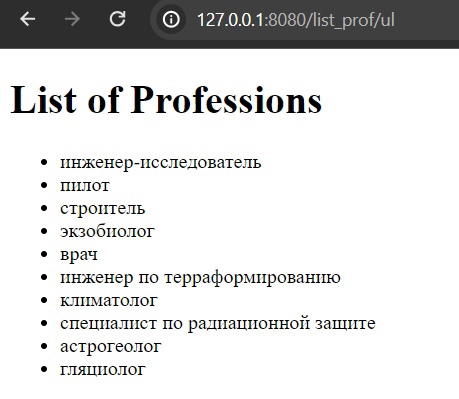 127.0.0.1:8080/list_prof/ul
List of Professions
инженер-исследователь
пилот
строитель
экзобиолог
врач
инженер по терраформированию
климатолог
специалист по радиационной защите
астрогеолог
гляциолог